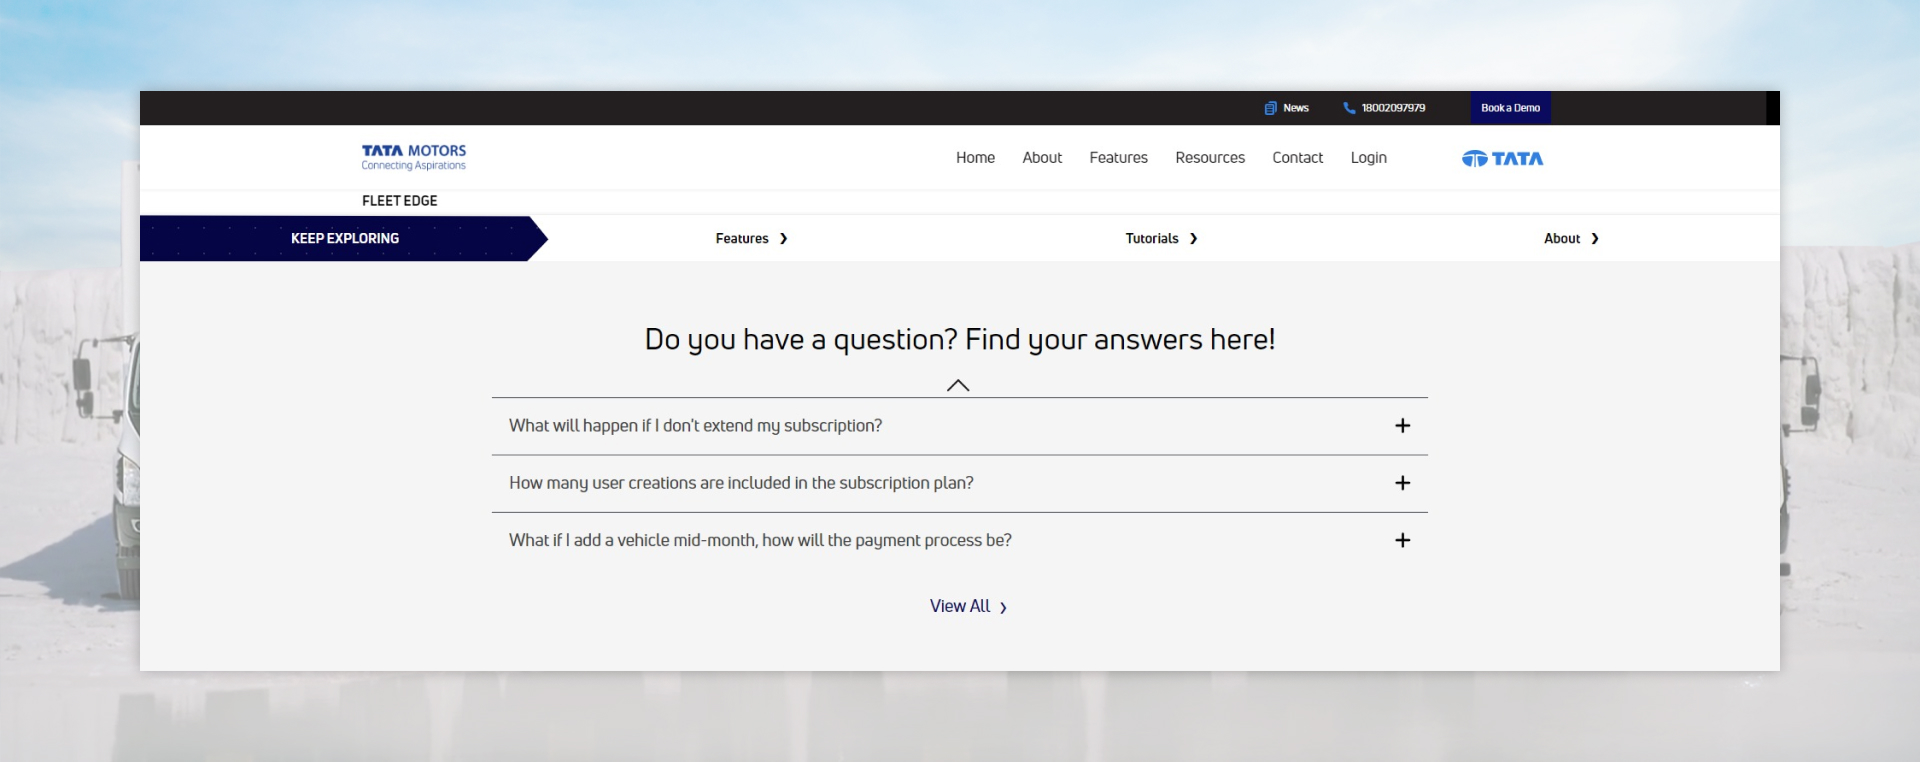 News 18002097979 Book a Demo
TATA MOTORS
Connecting Aspirations
Home About Features Resources Contact Login
TATA
FLEET EDGE
KEEP EXPLORING Features Tutorials About
Do you have a question? Find your answers here!
What will happen if I don't extend my subscription?
How many user creations are included in the subscription plan?
What if I add a vehicle mid-month, how will the payment process be?
View All